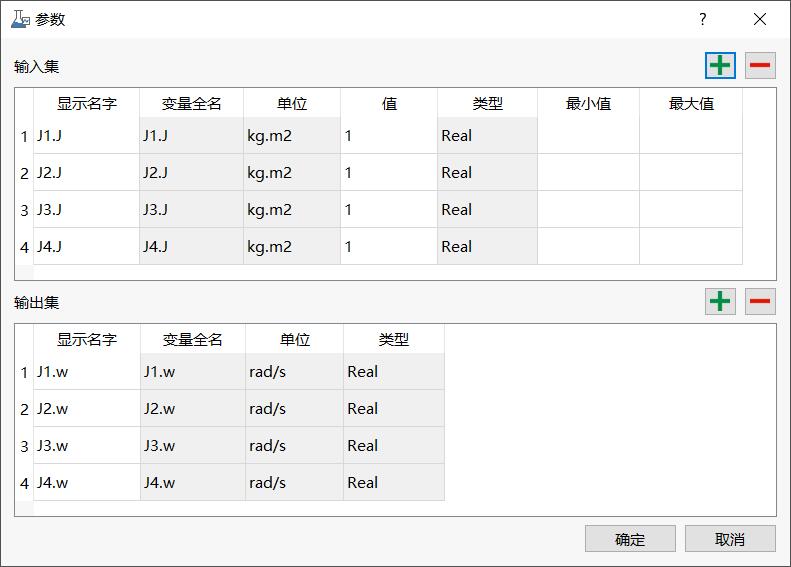 参数 ?
输入集
显示名字 变量全名 单位 值 类型 最小值 最大值
1 J1.J J1.J kg.m2 1 Real
2 J2.J J2.J kg.m2 1 Real
3 J3.J J3.J kg.m2 1 Real
4 J4.J J4.J kg.m2 1 Real
输出集
显示名字 变量全名 单位 类型
1 J1.w J1.w rad/s Real
2 J2.w J2.w rad/s Real
3 J3.w J3.w rad/s Real
4 J4.w J4.w rad/s Real
确定 取消